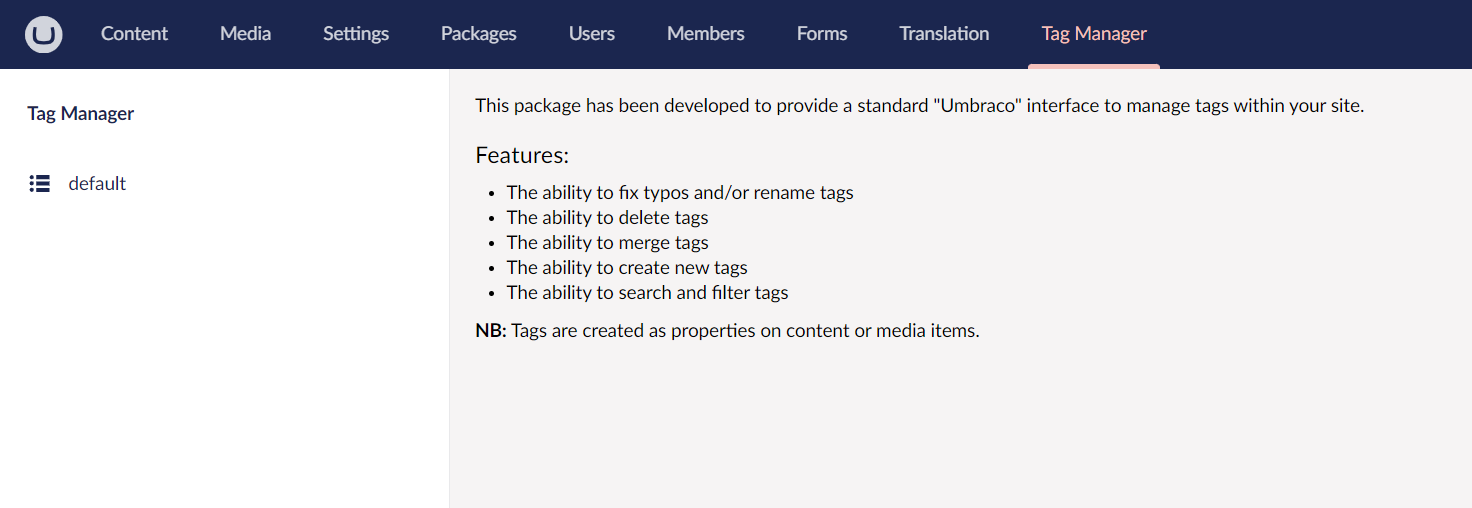 Content Media Settings Packages Users Members Forms Translation Tag Manager
Tag Manager
default
This package has been developed to provide a standard "Umbraco" interface to manage tags within your site.
Features:
• The ability to fix typos and/or rename tags
• The ability to delete tags
• The ability to merge tags
• The ability to create new tags
• The ability to search and filter tags
NB: Tags are created as properties on content or media items.